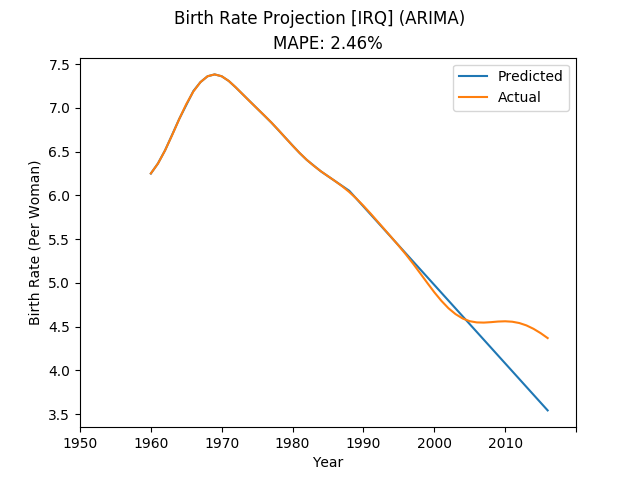 Birth Rate Projection [IRQ] (ARIMA)
MAPE: 2.46%
Predicted
Actual
Birth Rate (Per Woman)
7.5
7.0
6.5
6.0
5.5
5.0
4.5
4.0
3.5
1950 1960 1970 1980 1990 2000 2010
Year